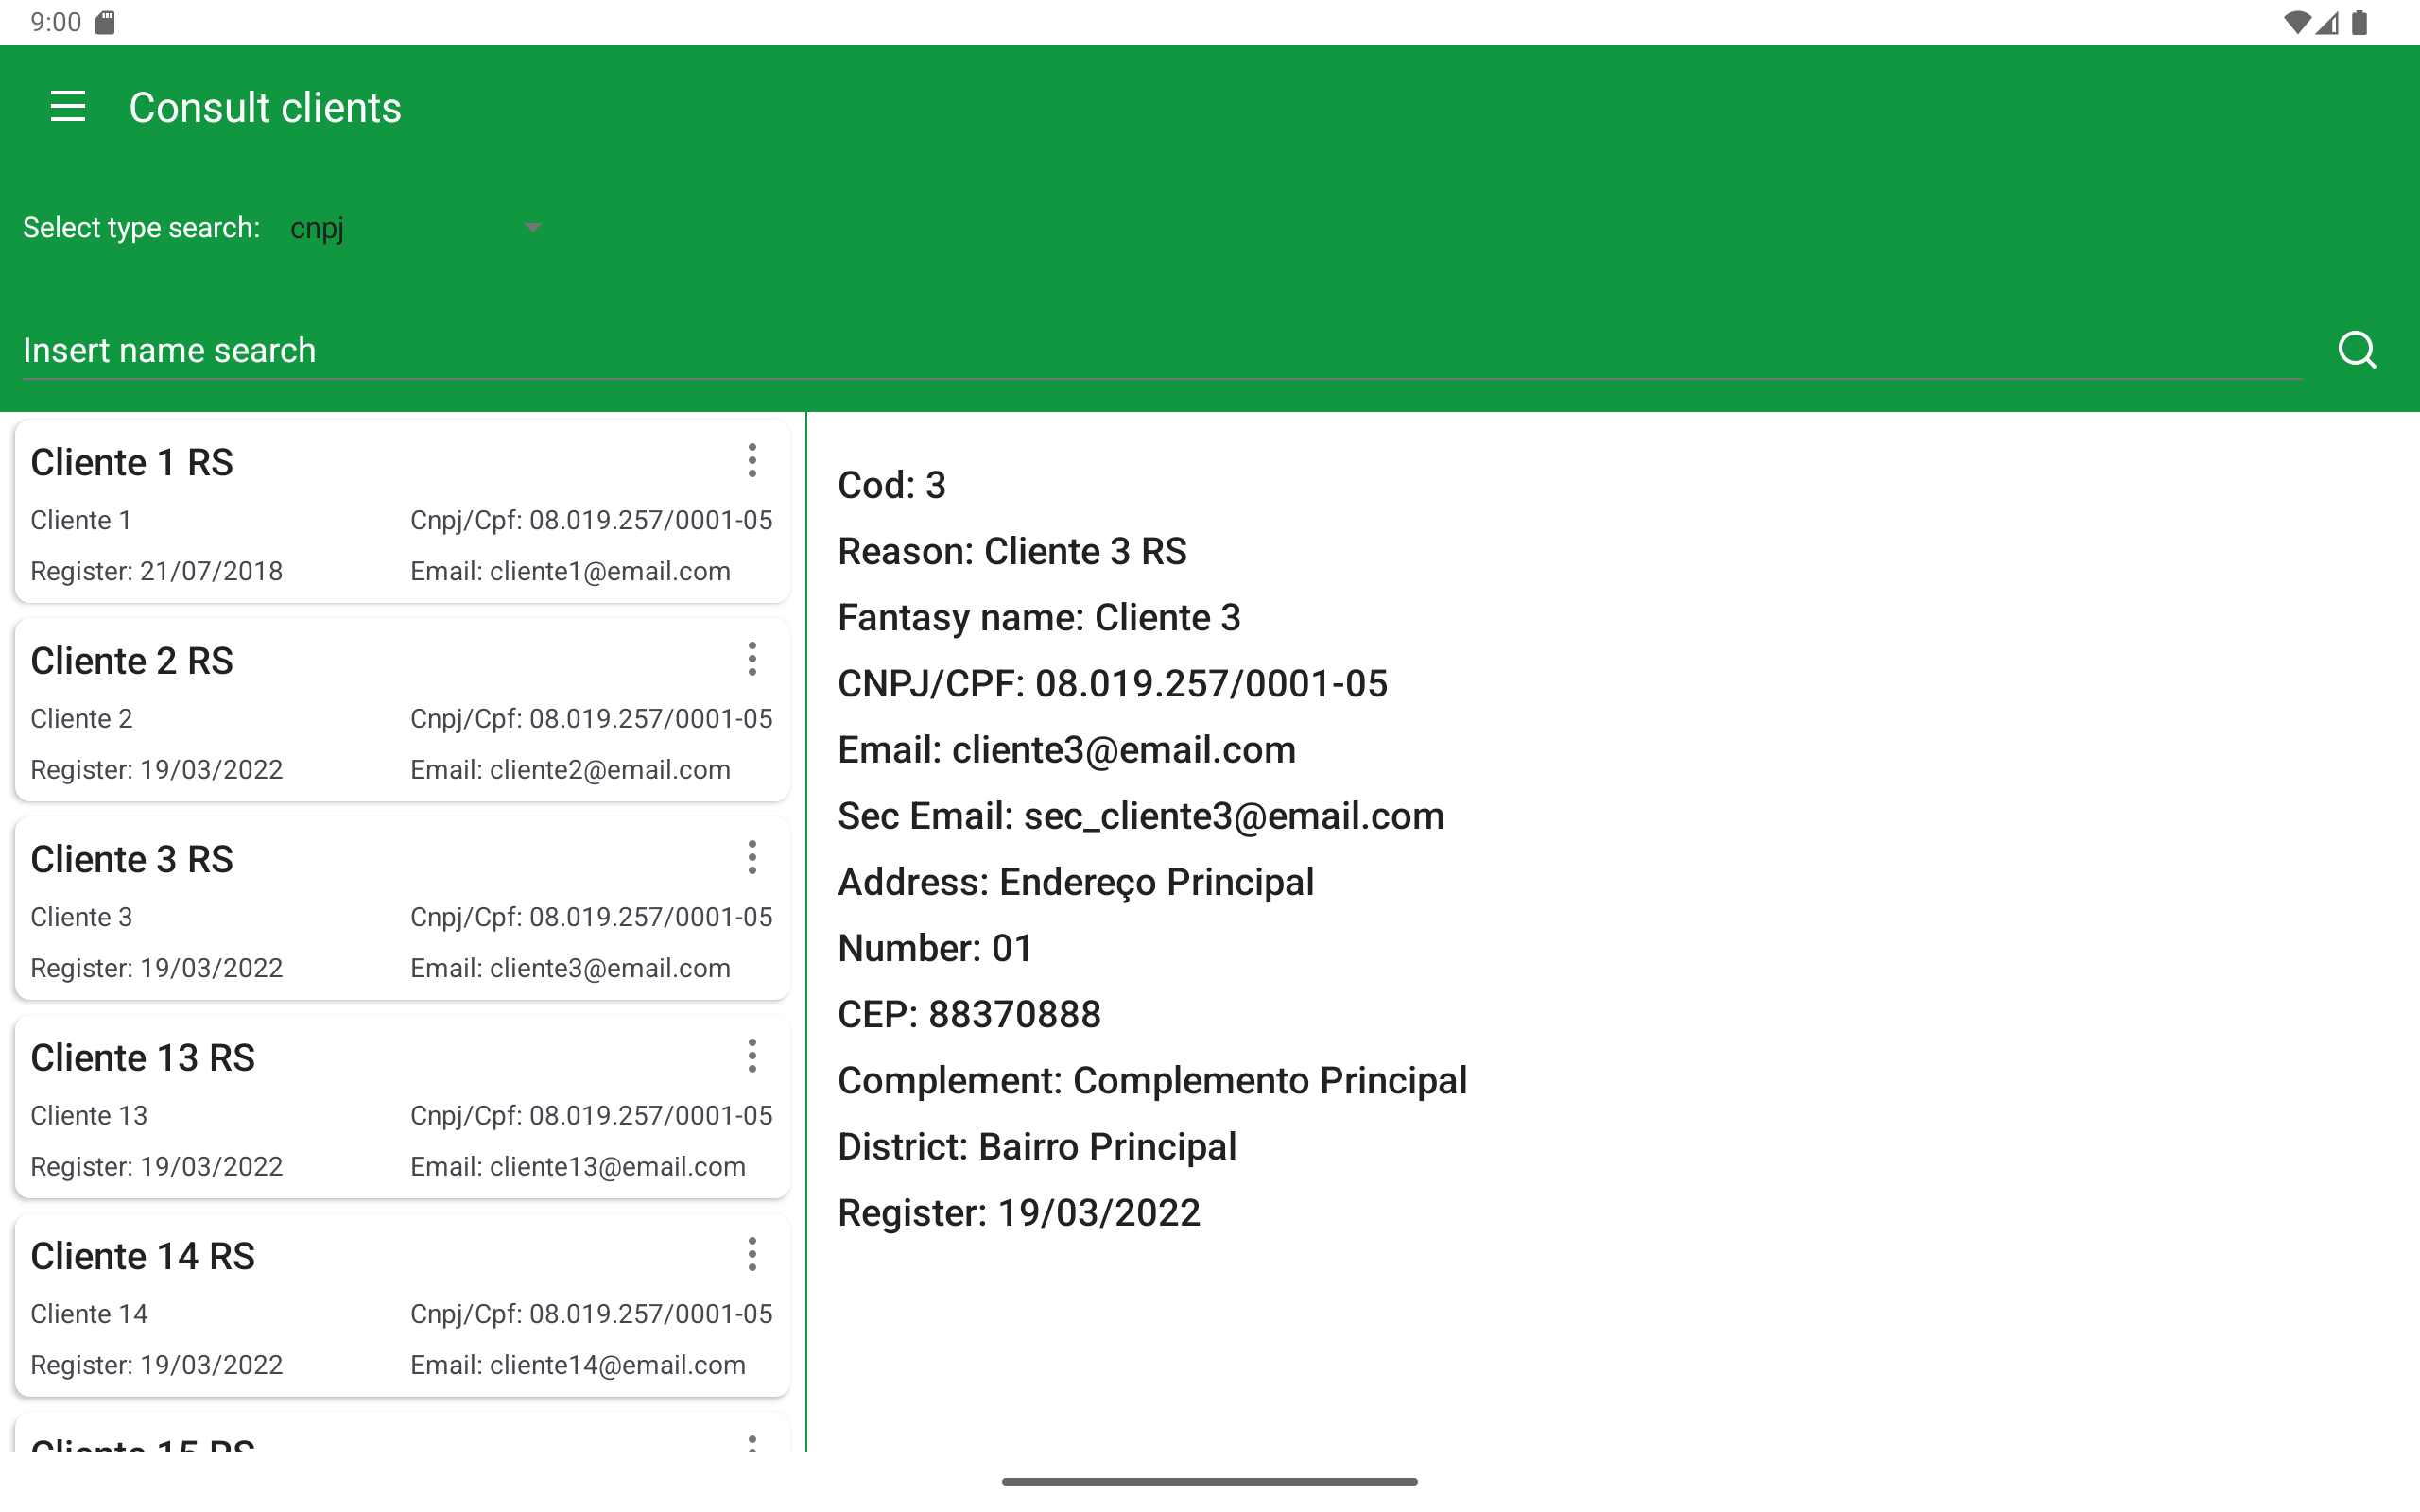 9:00
Consult clients
Select type search: cnpj
Insert name search
Cliente 1 RS
Cliente 1 Cnpj/Cpf: 08.019.257/0001-05
Register: 21/07/2018 Email: cliente1@email.com
Cliente 2 RS
Cliente 2 Cnpj/Cpf: 08.019.257/0001-05
Register: 19/03/2022 Email: cliente2@email.com
Cliente 3 RS
Cliente 3 Cnpj/Cpf: 08.019.257/0001-05
Register: 19/03/2022 Email: cliente3@email.com
Cliente 13 RS
Cliente 13 Cnpj/Cpf: 08.019.257/0001-05
Register: 19/03/2022 Email: cliente13@email.com
Cliente 14 RS
Cliente 14 Cnpj/Cpf: 08.019.257/0001-05
Register: 19/03/2022 Email: cliente14@email.com
Cliente 15 RS
Cod: 3
Reason: Cliente 3 RS
Fantasy name: Cliente 3
CNPJ/CPF: 08.019.257/0001-05
Email: cliente3@email.com
Sec Email: sec_cliente3@email.com
Address: Endereço Principal
Number: 01
CEP: 88370888
Complement: Complemento Principal
District: Bairro Principal
Register: 19/03/2022